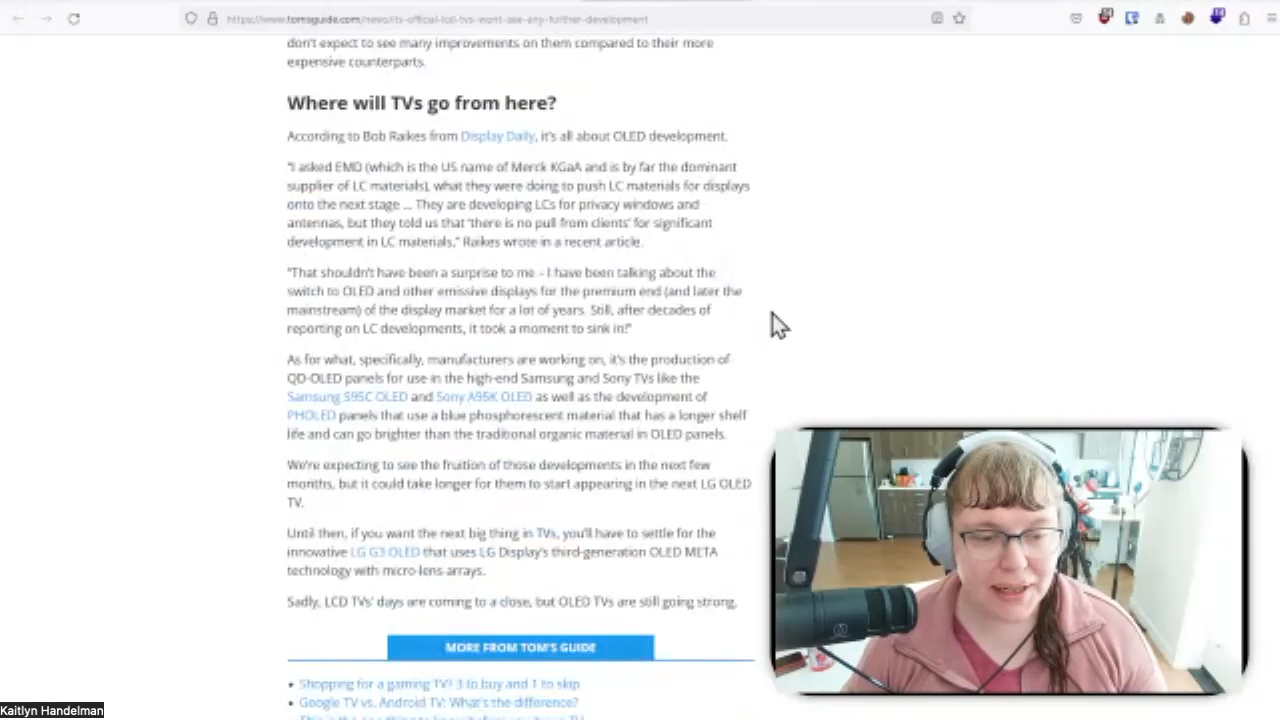 https://www.tomsguide.com/news/its-official-lcd-tvs-wont-see-any-further-development
don't expect to see many improvements on them compared to their more
expensive counterparts.
Where will TVs go from here?
According to Bob Raikes from Display Daily, it's all about OLED development.
"I asked EMD (which is the US name of Merck KGaA and is by far the dominant
supplier of LC materials), what they were doing to push LC materials for displays
onto the next stage ... They are developing LCs for privacy windows and
antennas, but they told us that 'there is no pull from clients' for significant
development in LC materials," Raikes wrote in a recent article.
"That shouldn't have been a surprise to me – I have been talking about the
switch to OLED and other emissive displays for the premium end (and later the
mainstream) of the display market for a lot of years. Still, after decades of
reporting on LC developments, it took a moment to sink in!"
As for what, specifically, manufacturers are working on, it's the production of
QD-OLED panels for use in the high-end Samsung and Sony TVs like the
Samsung S95C OLED and Sony A95K OLED as well as the development of
PHOLED panels that use a blue phosphorescent material that has a longer shelf
life and can go brighter than the traditional organic material in OLED panels.
We're expecting to see the fruition of those developments in the next few
months, but it could take longer for them to start appearing in the next LG OLED
TV.
Until then, if you want the next big thing in TVs, you'll have to settle for the
innovative LG G3 OLED that uses LG Display's third-generation OLED META
technology with micro-lens arrays.
Sadly, LCD TVs' days are coming to a close, but OLED TVs are still going strong.
MORE FROM TOM'S GUIDE
• Shopping for a gaming TV? 3 to buy and 1 to skip
• Google TV vs. Android TV: What's the difference?
Kaitlyn Handelman